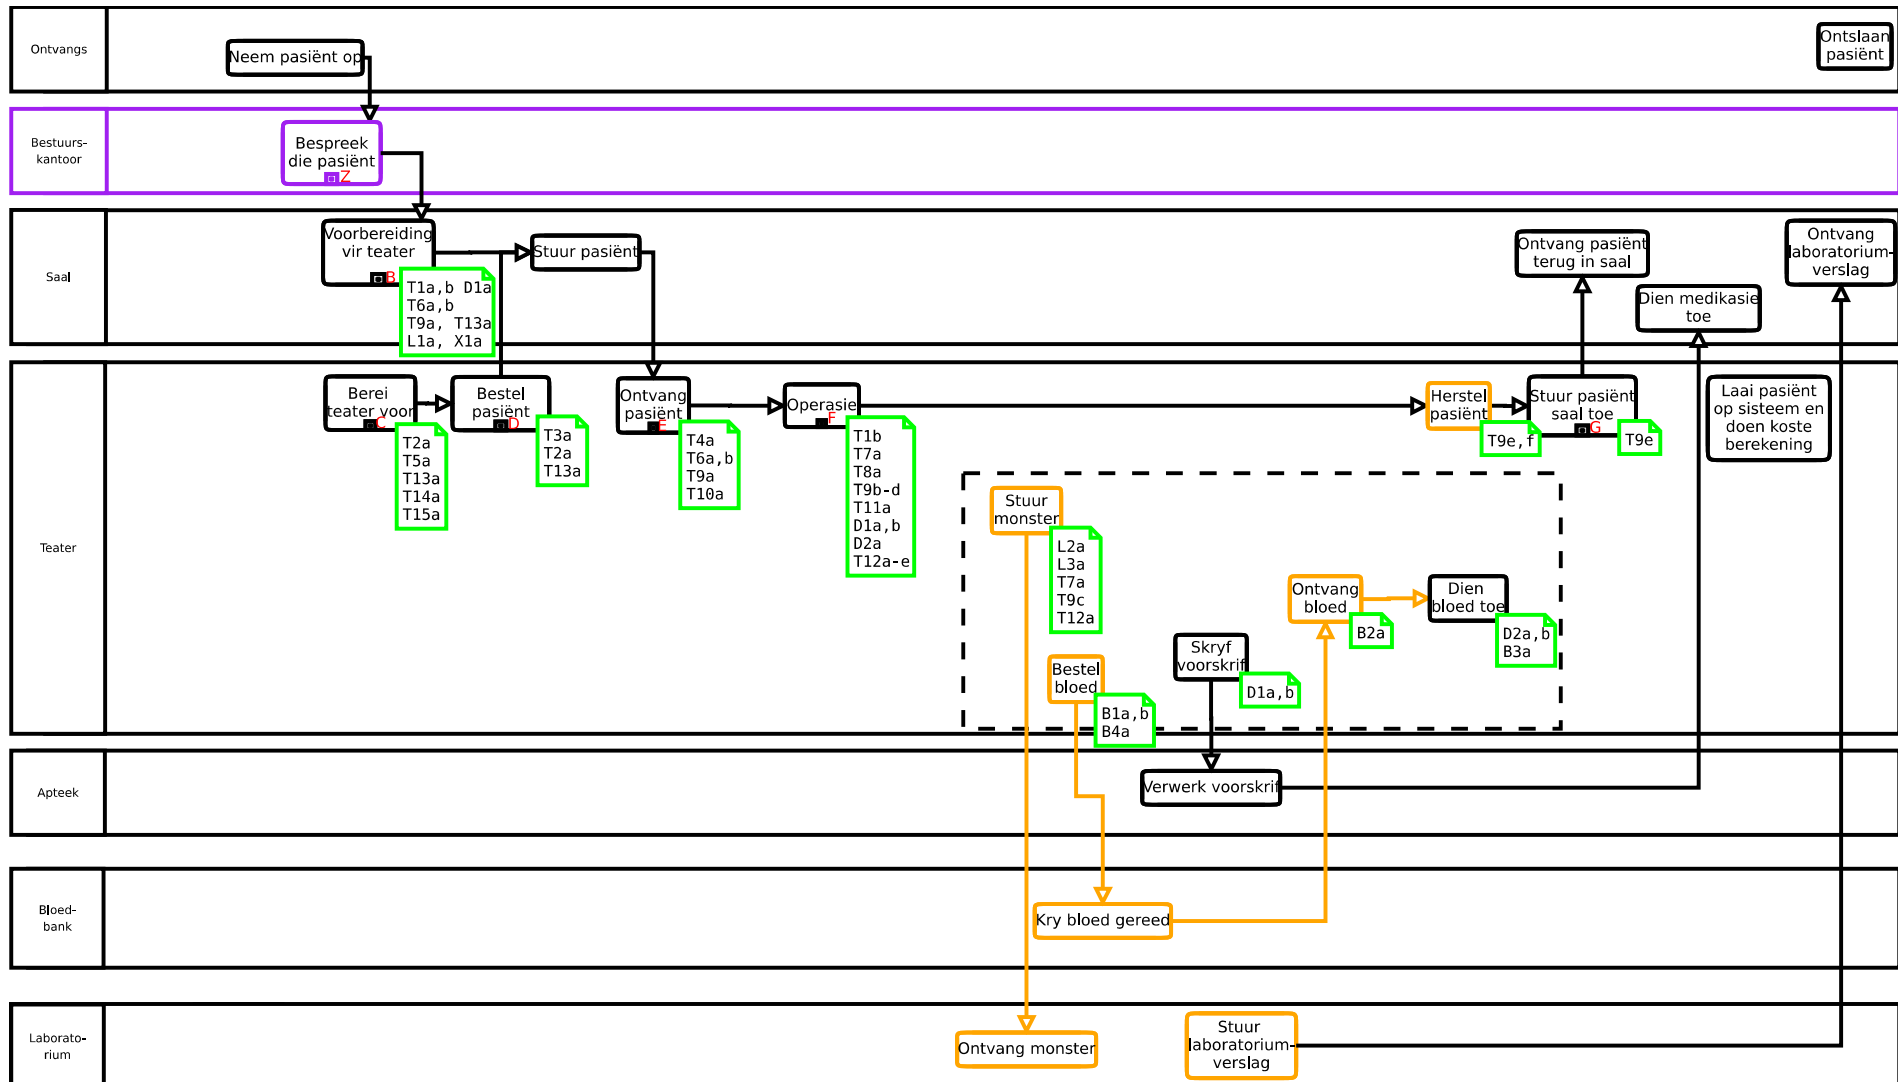 Ontvangs
Neem pasiënt op
Ontslaan
pasiënt
Bestuurs-
kantoor
Bespreek
die pasiënt
Z
Saal
Voorbereiding
vir teater
B
T1a,b D1a
T6a,b
T9a, T13a
L1a, X1a
Stuur pasiënt
Ontvang pasiënt
terug in saal
Dien medikasie
toe
Ontvang
laboratorium-
verslag
Teater
Berei
teater voor
C
T2a
T5a
T13a
T14a
T15a
Bestel
pasiënt
D
T3a
T2a
T13a
Ontvang
pasiënt
E
T4a
T6a,b
T9a
T10a
Operasie
F
T1b
T7a
T8a
T9b-d
T11a
D1a,b
D2a
T12a-e
Herstel
pasiënt
T9e,f
Stuur pasiënt
saal toe
G
T9e
Laai pasiënt
op sisteem en
doen koste
berekening
Stuur
monster
L2a
L3a
T7a
T9c
T12a
Bestel
bloed
B1a,b
B4a
Skryf
voorskrif
D1a,b
Ontvang
bloed
B2a
Dien
bloed toe
D2a,b
B3a
Apteek
Verwerk voorskrif
Bloed-
bank
Kry bloed gereed
Laborato-
rium
Ontvang monster
Stuur
laboratorium-
verslag